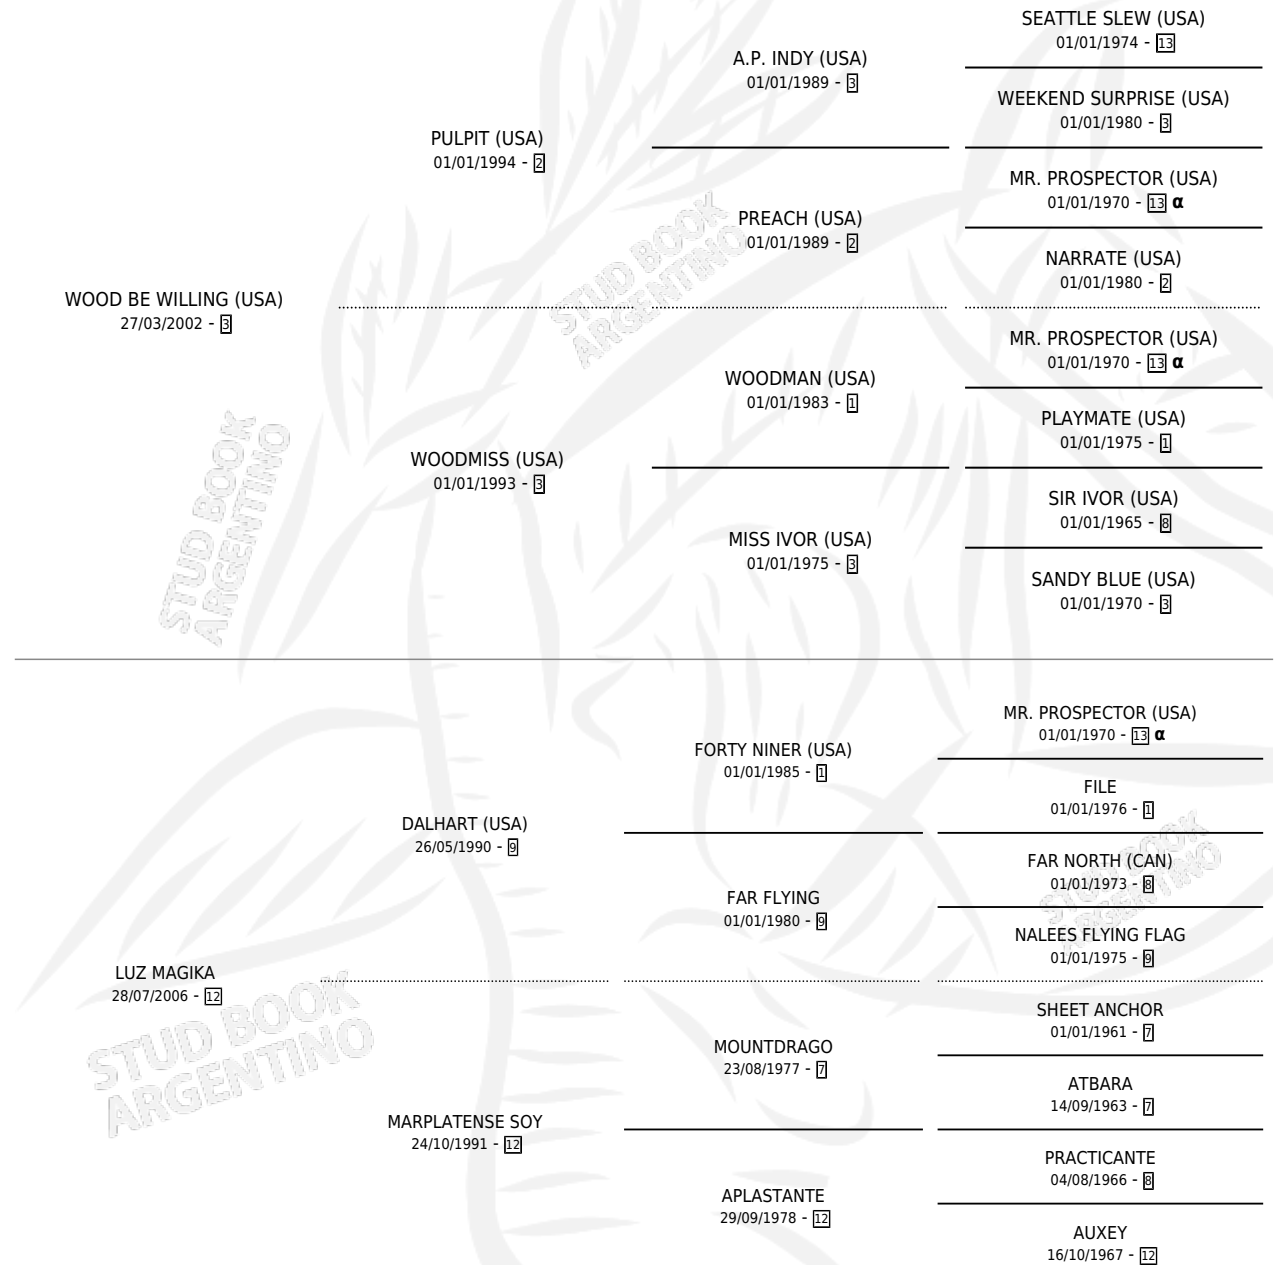 SEATTLE SLEW (USA)
01/01/1974 - 13
A.P. INDY (USA)
01/01/1989 - 3
WEEKEND SURPRISE (USA)
01/01/1980 - 3
PULPIT (USA)
01/01/1994 - 2
MR. PROSPECTOR (USA)
01/01/1970 - 13 α
PREACH (USA)
01/01/1989 - 2
NARRATE (USA)
01/01/1980 - 2
WOOD BE WILLING (USA)
27/03/2002 - 3
MR. PROSPECTOR (USA)
01/01/1970 - 13 α
WOODMAN (USA)
01/01/1983 - 1
PLAYMATE (USA)
01/01/1975 - 1
WOODMISS (USA)
01/01/1993 - 3
SIR IVOR (USA)
01/01/1965 - 8
MISS IVOR (USA)
01/01/1975 - 3
SANDY BLUE (USA)
01/01/1970 - 3
MR. PROSPECTOR (USA)
01/01/1970 - 13 α
FORTY NINER (USA)
01/01/1985 - 1
FILE
01/01/1976 - 1
DALHART (USA)
26/05/1990 - 9
FAR NORTH (CAN)
01/01/1973 - 8
FAR FLYING
01/01/1980 - 9
NALEES FLYING FLAG
01/01/1975 - 9
LUZ MAGIKA
28/07/2006 - 12
SHEET ANCHOR
01/01/1961 - 7
MOUNTDRAGO
23/08/1977 - 7
ATBARA
14/09/1963 - 7
MARPLATENSE SOY
24/10/1991 - 12
PRACTICANTE
04/08/1966 - 8
APLASTANTE
29/09/1978 - 12
AUXEY
16/10/1967 - 12
STUD BOOK
ARGENTINO
STUD BOOK
ARGENTINO
STUD BOOK
ARGENTINO
STUD BOOK
ARGENTINO